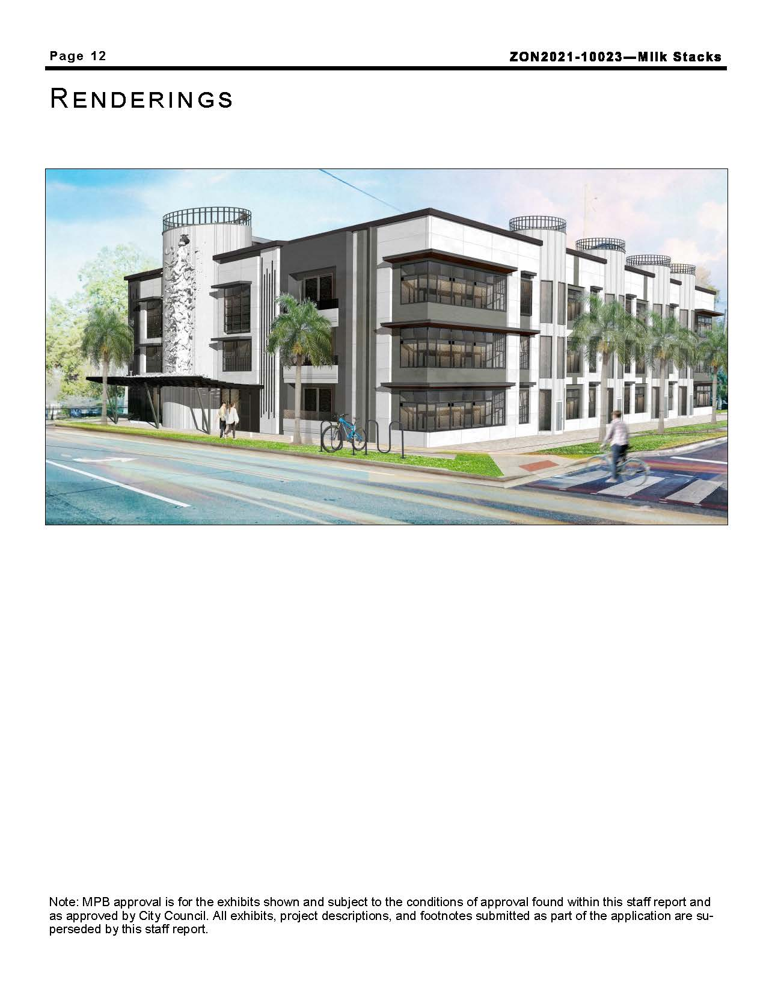 Page 12
ZON2021-10023—Milk Stacks
RENDERINGS
Note: MPB approval is for the exhibits shown and subject to the conditions of approval found within this staff report and
as approved by City Council. All exhibits, project descriptions, and footnotes submitted as part of the application are su-
perseded by this staff report.